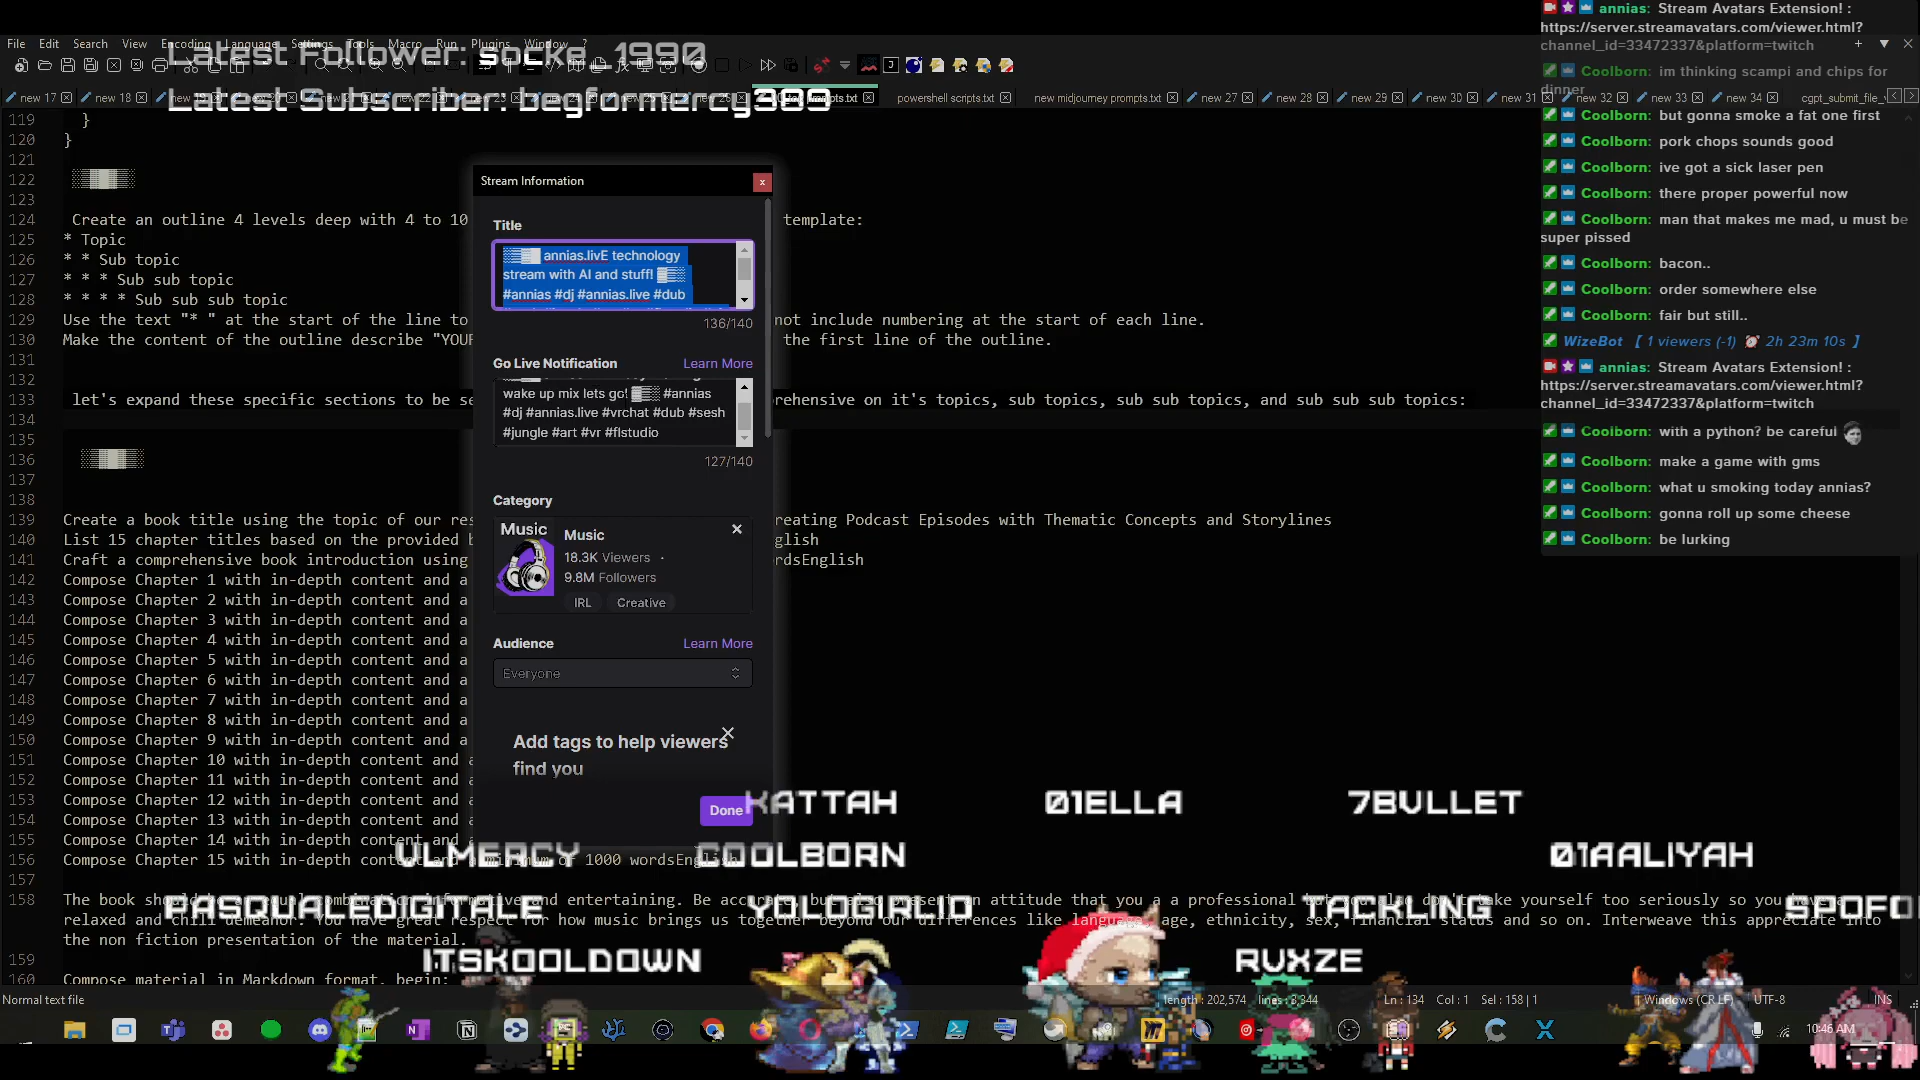 File Edit Search View Encoding Language Settings Tools Macro Run Plugins Window ?
Latest Follower: socke_1990
Latest Subscriber: begformercy389
new 17
new 18
prompts.txt
powershell scripts.txt
new midjourney prompts.txt
new 27
new 28
new 29
new 30
new 31
new 32
new 33
new 34
119 }
120 }
121
122
123
124 Create an outline 4 levels deep with 4 to 10 template:
125 * Topic
126 * * Sub topic
127 * * * Sub sub topic
128 * * * * Sub sub sub topic
129 Use the text "* " at the start of the line to not include numbering at the start of each line.
130 Make the content of the outline describe "YOU the first line of the outline.
131
132
133 let's expand these specific sections to be se rehensive on it's topics, sub topics, sub sub topics, and sub sub sub topics:
134
135
136
137
138
139 Create a book title using the topic of our res reating Podcast Episodes with Thematic Concepts and Storylines
140 List 15 chapter titles based on the provided b nglish
141 Craft a comprehensive book introduction using rdsEnglish
142 Compose Chapter 1 with in-depth content and a
143 Compose Chapter 2 with in-depth content and a
144 Compose Chapter 3 with in-depth content and a
145 Compose Chapter 4 with in-depth content and a
146 Compose Chapter 5 with in-depth content and a
147 Compose Chapter 6 with in-depth content and a
148 Compose Chapter 7 with in-depth content and a
149 Compose Chapter 8 with in-depth content and a
150 Compose Chapter 9 with in-depth content and a
151 Compose Chapter 10 with in-depth content and a
152 Compose Chapter 11 with in-depth content and a
153 Compose Chapter 12 with in-depth content and a
154 Compose Chapter 13 with in-depth content and a
155 Compose Chapter 14 with in-depth content and a
156 Compose Chapter 15 with in-depth content and a minimum of 1000 wordsEnglish
157
158 The book should be an equal combination informative and entertaining. Be accurate, but also present an attitude that you a a professional but you also don't take yourself too seriously so you have a
relaxed and chill demeanor. You have great respect for how music brings us together beyond our differences like language, age, ethnicity, sex, financial status and so on. Interweave this appreciate into
the non fiction presentation of the material.
159
160 Compose material in Markdown format, begin:
Stream Information
x
Title
annias.livE technology
stream with AI and stuff!
#annias #dj #annias.live #dub
136/140
Go Live Notification
Learn More
wake up mix lets go!  #annias
#dj #annias.live #vrchat #dub #sesh
#jungle #art #vr #flstudio
127/140
Category
Music
Music
18.3K Viewers ·
9.8M Followers
IRL
Creative
Audience
Learn More
Everyone
Add tags to help viewers
find you
Done
annias: Stream Avatars Extension! :
https://server.streamavatars.com/viewer.html?
channel_id=33472337&platform=twitch
Coolborn: im thinking scampi and chips for
dinner
Coolborn: but gonna smoke a fat one first
Coolborn: pork chops sounds good
Coolborn: ive got a sick laser pen
Coolborn: there proper powerful now
Coolborn: man that makes me mad, u must be
super pissed
Coolborn: bacon..
Coolborn: order somewhere else
Coolborn: fair but still..
WizeBot [ 1 viewers (-1) 2h 23m 10s ]
annias: Stream Avatars Extension! :
https://server.streamavatars.com/viewer.html?
channel_id=33472337&platform=twitch
Coolborn: with a python? be careful
Coolborn: make a game with gms
Coolborn: what u smoking today annias?
Coolborn: gonna roll up some cheese
Coolborn: be lurking
KATTAH
01ELLA
7BVLLET
VLMERCY
COOLBORN
01AALIYAH
PASQUALEDIGITALE
YOLOGIRLIO
TACKLING
SPOFO
ITSKOOLDOWN
RUXZE
Normal text file
length : 202,574 lines : 3,344
Ln : 134 Col : 1 Sel : 158 | 1
Windows (CR LF)
UTF-8
INS
10:46 AM